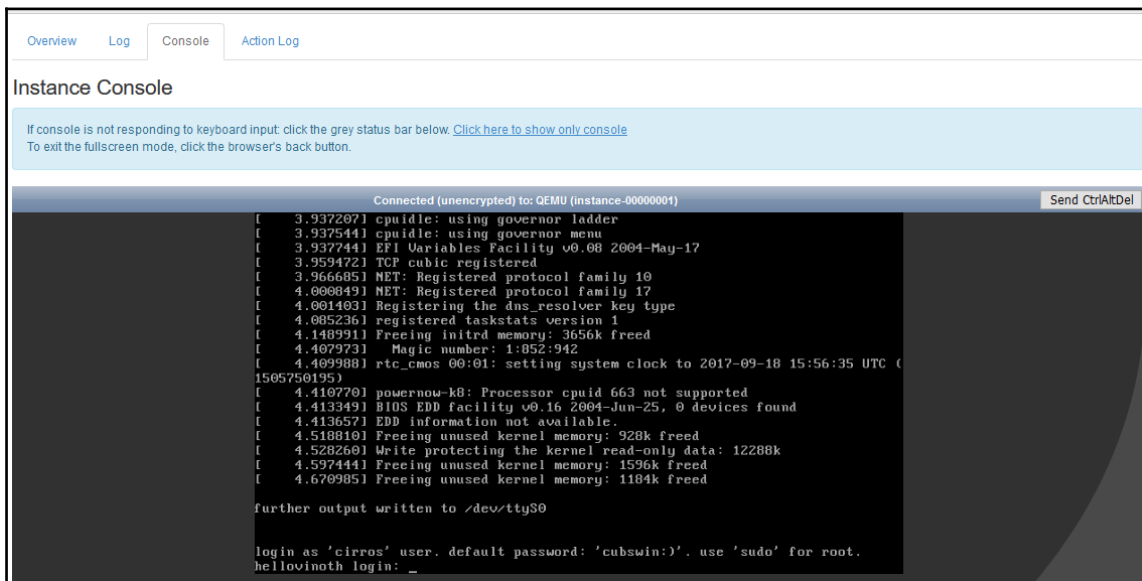 Overview Log Console Action Log
Instance Console
If console is not responding to keyboard input: click the grey status bar below. Click here to show only console
To exit the fullscreen mode, click the browser's back button.
Connected (unencrypted) to: QEMU (instance-00000001) Send CtrlAltDel
[    3.937207] cpuidle: using governor ladder
[    3.937544] cpuidle: using governor menu
[    3.937744] EFI Variables Facility v0.08 2004-May-17
[    3.959472] TCP cubic registered
[    3.966685] NET: Registered protocol family 10
[    4.000849] NET: Registered protocol family 17
[    4.001403] Registering the dns_resolver key type
[    4.085236] registered taskstats version 1
[    4.148991] Freeing initrd memory: 3656k freed
[    4.407973]   Magic number: 1:852:942
[    4.409988] rtc_cmos 00:01: setting system clock to 2017-09-18 15:56:35 UTC (
1505750195)
[    4.410770] powernow-k8: Processor cpuid 663 not supported
[    4.413349] BIOS EDD facility v0.16 2004-Jun-25, 0 devices found
[    4.413657] EDD information not available.
[    4.518810] Freeing unused kernel memory: 928k freed
[    4.528260] Write protecting the kernel read-only data: 12288k
[    4.597444] Freeing unused kernel memory: 1596k freed
[    4.670985] Freeing unused kernel memory: 1184k freed
further output written to /dev/ttyS0
login as 'cirros' user. default password: 'cubswin:)'. use 'sudo' for root.
hellovinoth login: _